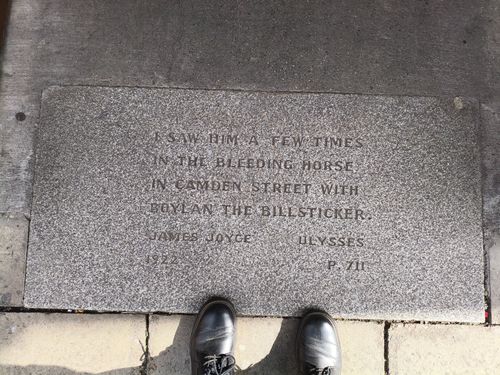 I SAW HIM A FEW TIMES
IN THE BLEEDING HORSE
IN CAMDEN STREET WITH
BOYLAN THE BILLSTICKER.
JAMES JOYCE ULYSSES
1922 P. 711